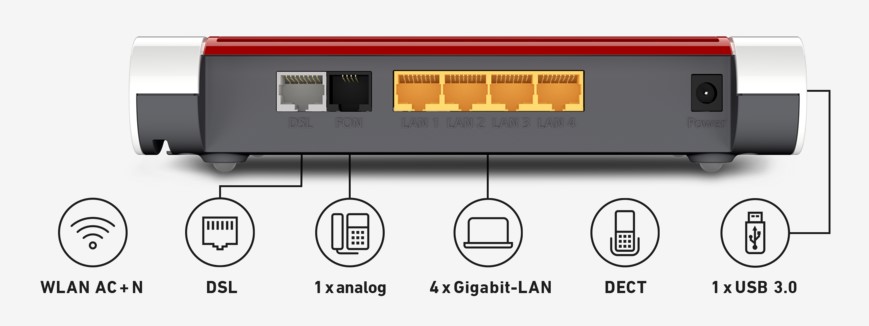 DSL FON LAN 1 LAN 2 LAN 3 LAN 4 Power
WLAN AC+N DSL 1 x analog 4 x Gigabit-LAN DECT 1 x USB 3.0